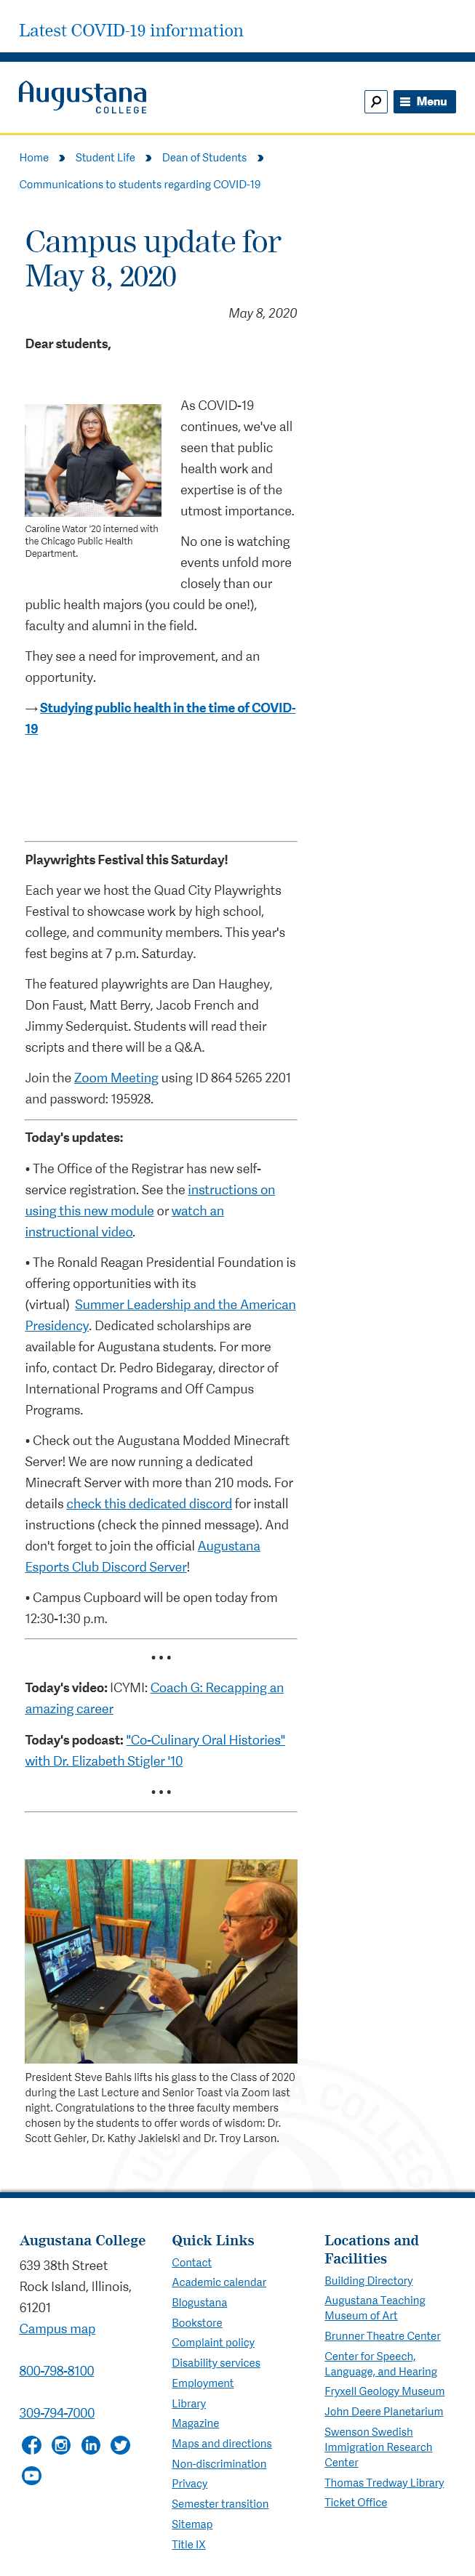 Latest COVID-19 information
Augustana
COLLEGE
Menu
Home
Student Life
Dean of Students
Communications to students regarding COVID-19
Campus update for
May 8, 2020
May 8, 2020
Dear students,
As COVID-19
continues, we've all
seen that public
health work and
expertise is of the
utmost importance.
Caroline Wator '20 interned with
the Chicago Public Health
Department.
No one is watching
events unfold more
closely than our
public health majors (you could be one!),
faculty and alumni in the field.
They see a need for improvement, and an
opportunity.
→ Studying public health in the time of COVID-
19
Playwrights Festival this Saturday!
Each year we host the Quad City Playwrights
Festival to showcase work by high school,
college, and community members. This year's
fest begins at 7 p.m. Saturday.
The featured playwrights are Dan Haughey,
Don Faust, Matt Berry, Jacob French and
Jimmy Sederquist. Students will read their
scripts and there will be a Q&A.
Join the Zoom Meeting using ID 864 5265 2201
and password: 195928.
Today's updates:
• The Office of the Registrar has new self-
service registration. See the instructions on
using this new module or watch an
instructional video.
• The Ronald Reagan Presidential Foundation is
offering opportunities with its
(virtual) Summer Leadership and the American
Presidency. Dedicated scholarships are
available for Augustana students. For more
info, contact Dr. Pedro Bidegaray, director of
International Programs and Off Campus
Programs.
• Check out the Augustana Modded Minecraft
Server! We are now running a dedicated
Minecraft Server with more than 210 mods. For
details check this dedicated discord for install
instructions (check the pinned message). And
don't forget to join the official Augustana
Esports Club Discord Server!
• Campus Cupboard will be open today from
12:30-1:30 p.m.
• • •
Today's video: ICYMI: Coach G: Recapping an
amazing career
Today's podcast: "Co-Culinary Oral Histories"
with Dr. Elizabeth Stigler '10
• • •
President Steve Bahls lifts his glass to the Class of 2020
during the Last Lecture and Senior Toast via Zoom last
night. Congratulations to the three faculty members
chosen by the students to offer words of wisdom: Dr.
Scott Gehler, Dr. Kathy Jakielski and Dr. Troy Larson.
Augustana College
639 38th Street
Rock Island, Illinois,
61201
Campus map
800-798-8100
309-794-7000
Quick Links
Contact
Academic calendar
Blogustana
Bookstore
Complaint policy
Disability services
Employment
Library
Magazine
Maps and directions
Non-discrimination
Privacy
Semester transition
Sitemap
Title IX
Locations and
Facilities
Building Directory
Augustana Teaching
Museum of Art
Brunner Theatre Center
Center for Speech,
Language, and Hearing
Fryxell Geology Museum
John Deere Planetarium
Swenson Swedish
Immigration Research
Center
Thomas Tredway Library
Ticket Office